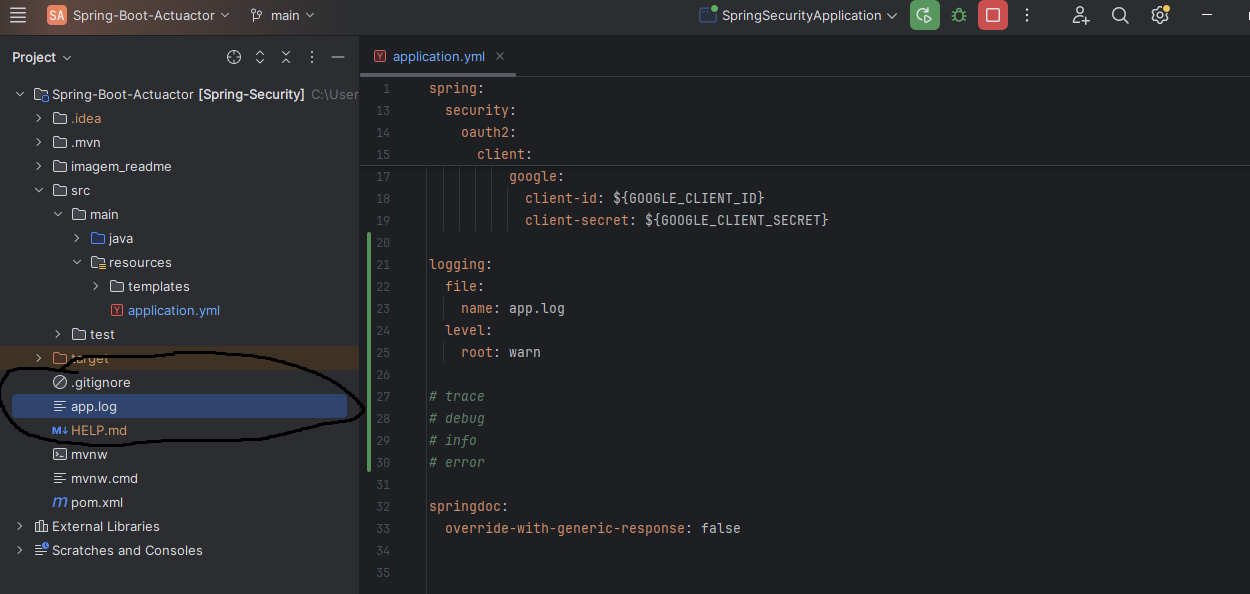 SA Spring-Boot-Actuactor main SpringSecurityApplication
Project
Y application.yml
Spring-Boot-Actuactor [Spring-Security] C:\User
.idea
.mvn
imagem_readme
src
main
java
resources
templates
Y application.yml
test
target
.gitignore
app.log
M↓ HELP.md
mvnw
mvnw.cmd
m pom.xml
External Libraries
Scratches and Consoles
1 spring:
13 security:
14 oauth2:
15 client:
17 google:
18 client-id: ${GOOGLE_CLIENT_ID}
19 client-secret: ${GOOGLE_CLIENT_SECRET}
20
21 logging:
22 file:
23 name: app.log
24 level:
25 root: warn
26
27 # trace
28 # debug
29 # info
30 # error
31
32 springdoc:
33 override-with-generic-response: false
34
35